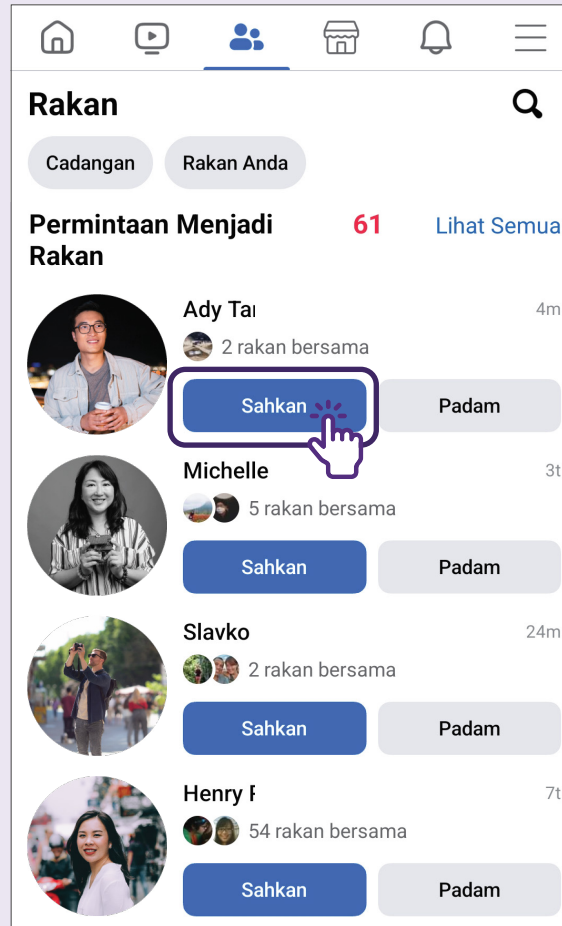 Rakan
Cadangan Rakan Anda
Permintaan Menjadi 61 Lihat Semua
Rakan
Ady 4m
2 rakan bersama
Sahkan Padam
Michelle 3t
5 rakan bersama
Sahkan Padam
Slavko 24m
2 rakan bersama
Sahkan Padam
Henry 7t
54 rakan bersama
Sahkan Padam